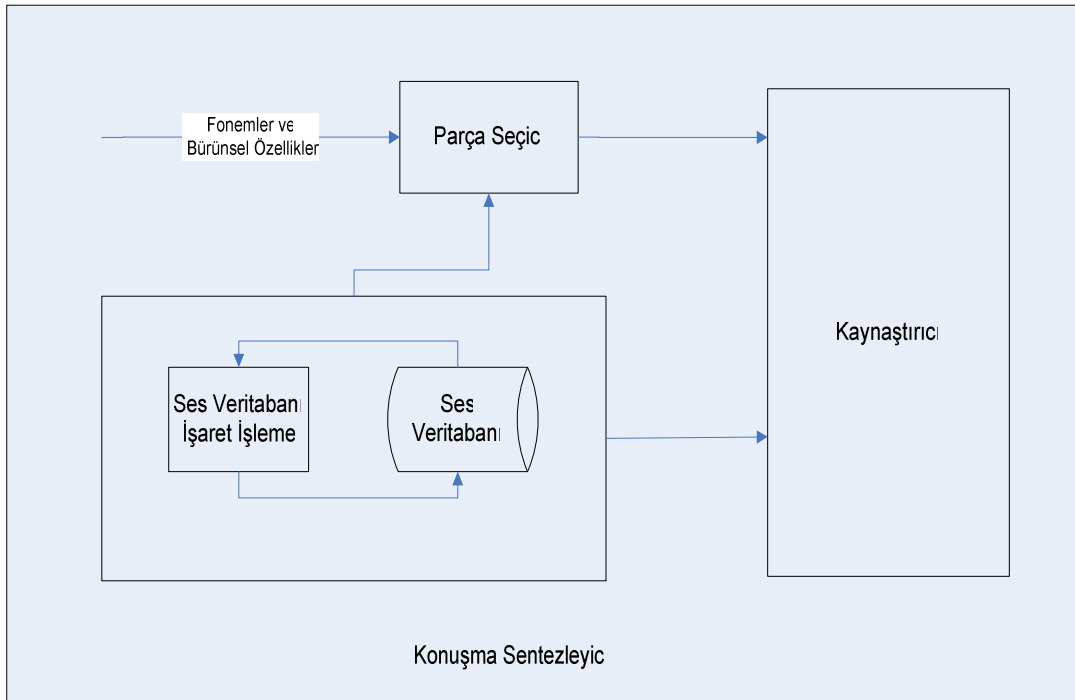 Fonemler ve
Bürünsel Özellikler
Parça Seçic
Kaynaştırıcı
Ses Veritabanı
İşaret İşleme
Ses
Veritabanı
Konuşma Sentezleyic